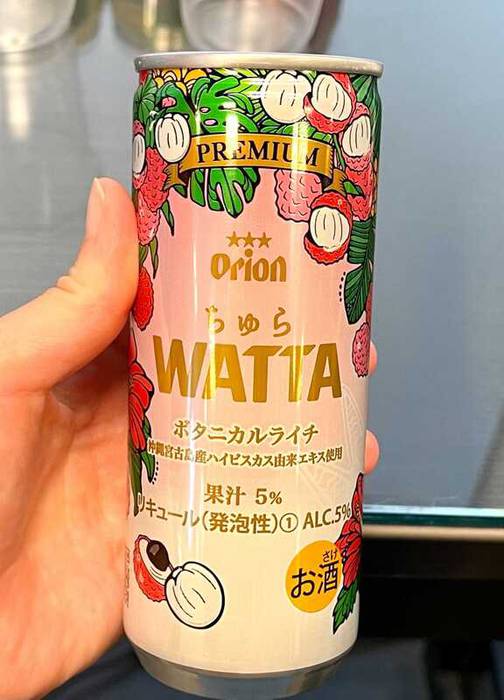 PREMIUM
Orion
ちゅら
WATTA
ボタニカルライチ
沖縄宮古島産ハイビスカス由来エキス使用
果汁 5%
リキュール(発泡性)① ALC.5%
さけ
お酒